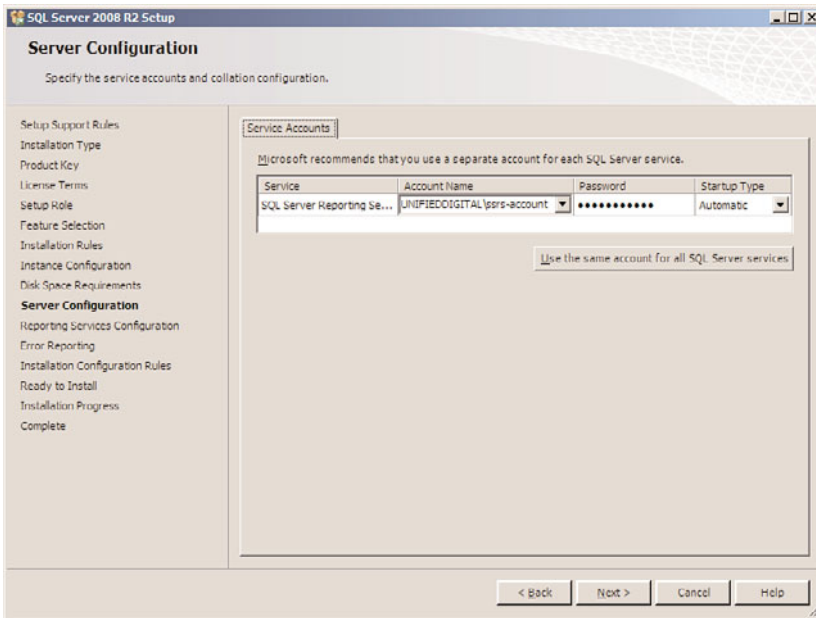 SQL Server 2008 R2 Setup
Server Configuration
Specify the service accounts and collation configuration.
Setup Support Rules
Installation Type
Product Key
License Terms
Setup Role
Feature Selection
Installation Rules
Instance Configuration
Disk Space Requirements
Server Configuration
Reporting Services Configuration
Error Reporting
Installation Configuration Rules
Ready to Install
Installation Progress
Complete
Service Accounts
Microsoft recommends that you use a separate account for each SQL Server service.
Service Account Name Password Startup Type
SQL Server Reporting Se... UNIFIEDDIGITAL\ssrs-account ●●●●●●●●●●● Automatic
Use the same account for all SQL Server services
< Back Next > Cancel Help